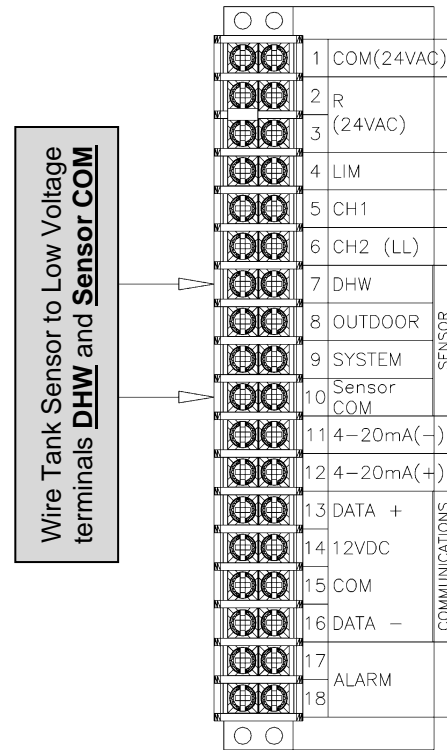 Wire Tank Sensor to Low Voltage
terminals DHW and Sensor COM
1 COM(24VAC)
2 R
3 (24VAC)
4 LIM
5 CH1
6 CH2 (LL)
7 DHW
8 OUTDOOR
9 SYSTEM
10 Sensor
COM
SENSOR
11 4-20mA(-)
12 4-20mA(+)
13 DATA +
14 12VDC
15 COM
16 DATA -
COMMUNICATIONS
17
ALARM
18